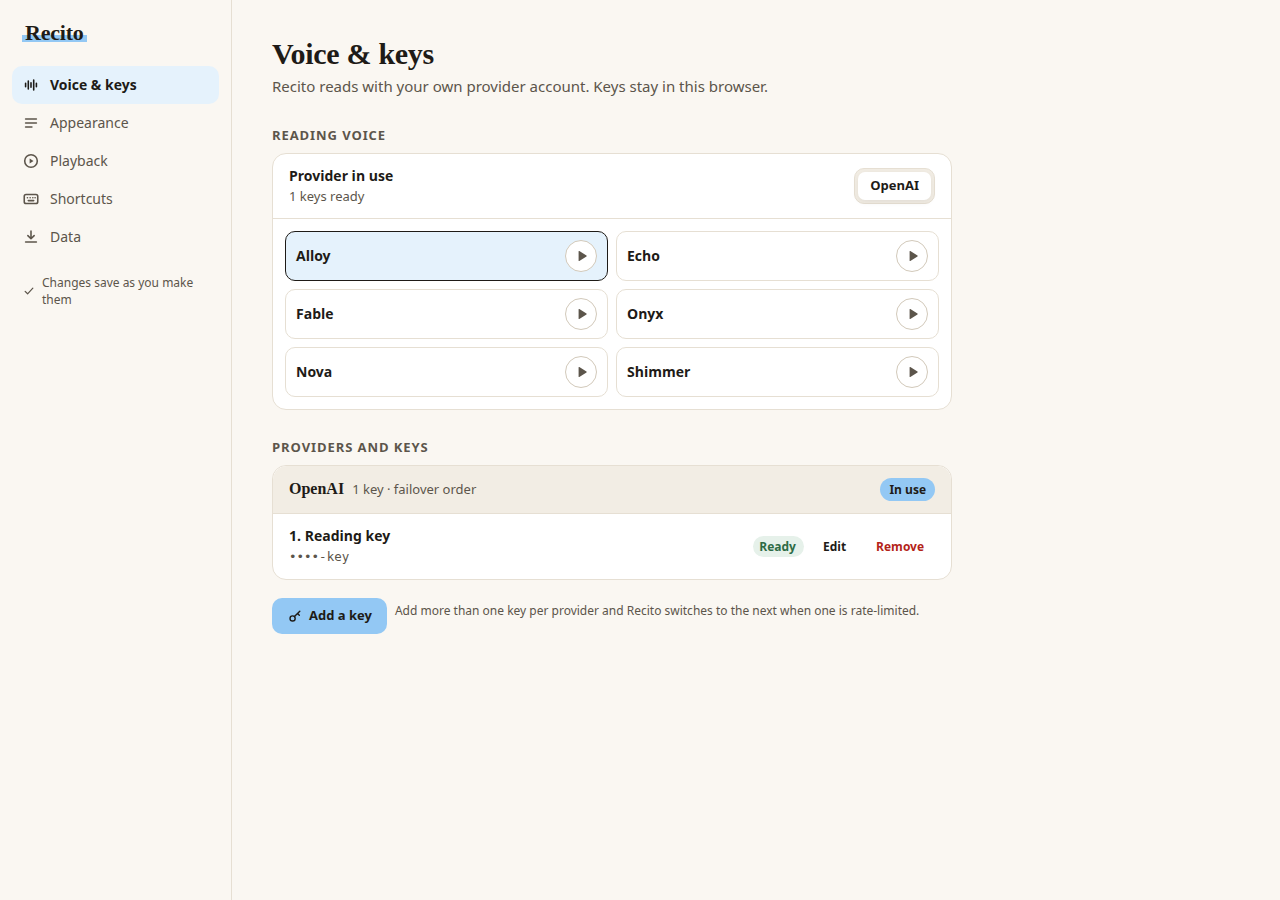 Recito
Voice & keys
Appearance
Playback
Shortcuts
Data
Changes save as you make
them
Voice & keys
Recito reads with your own provider account. Keys stay in this browser.
READING VOICE
Provider in use
1 keys ready
OpenAI
Alloy
Echo
Fable
Onyx
Nova
Shimmer
PROVIDERS AND KEYS
OpenAI 1 key · failover order
In use
1. Reading key
••••-key
Ready
Edit
Remove
Add a key
Add more than one key per provider and Recito switches to the next when one is rate-limited.